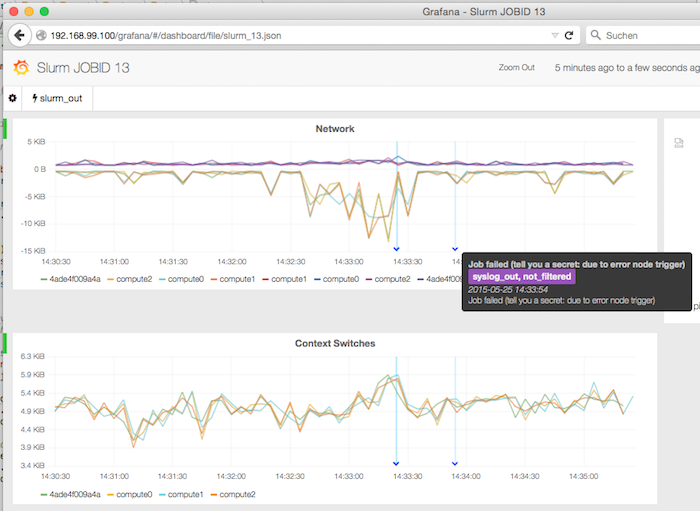 Grafana - Slurm JOBID 13
192.168.99.100/grafana/#/dashboard/file/slurm_13.json
Suchen
Slurm JOBID 13
Zoom Out
5 minutes ago to a few seconds ag
slurm_out
Network
5 KiB
0 B
-5 KiB
-10 KiB
-15 KiB
14:30:30 14:31:00 14:31:30 14:32:00 14:32:30 14:33:00 14:33:30
4ade4f009a4a compute2 compute0 compute1 compute1 compute0 compute2
Job failed (tell you a secret: due to error node trigger)
syslog_out, not_filtered
2015-05-25 14:33:54
Job failed (tell you a secret: due to error node trigger)
Context Switches
6.3 KiB
5.9 KiB
5.4 KiB
4.9 KiB
4.4 KiB
3.9 KiB
3.4 KiB
14:30:30 14:31:00 14:31:30 14:32:00 14:32:30 14:33:00 14:33:30 14:34:00 14:34:30 14:35:00
4ade4f009a4a compute0 compute1 compute2